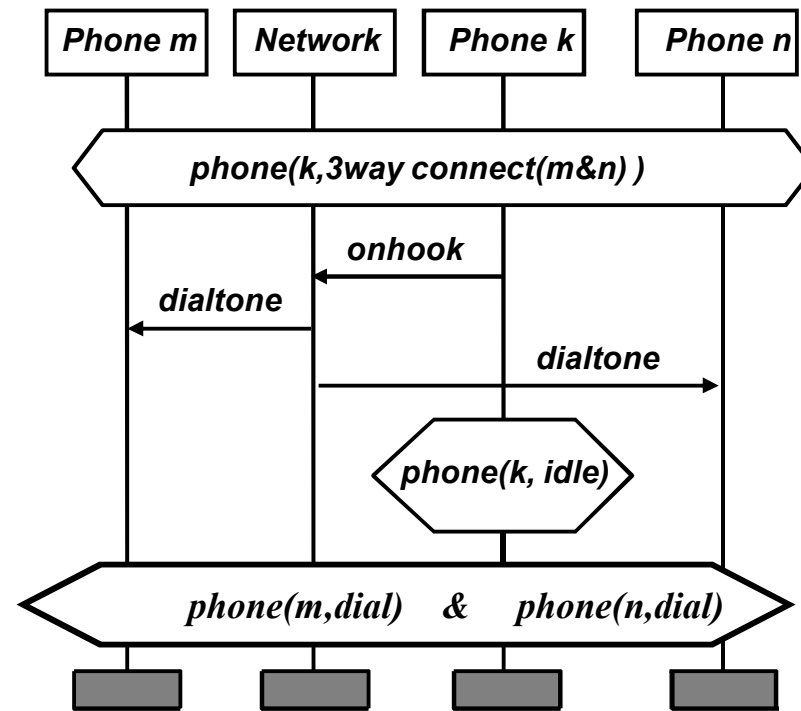 Phone m
Network
Phone k
Phone n
phone(k,3way connect(m&n) )
onhook
dialtone
dialtone
phone(k, idle)
phone(m,dial) & phone(n,dial)